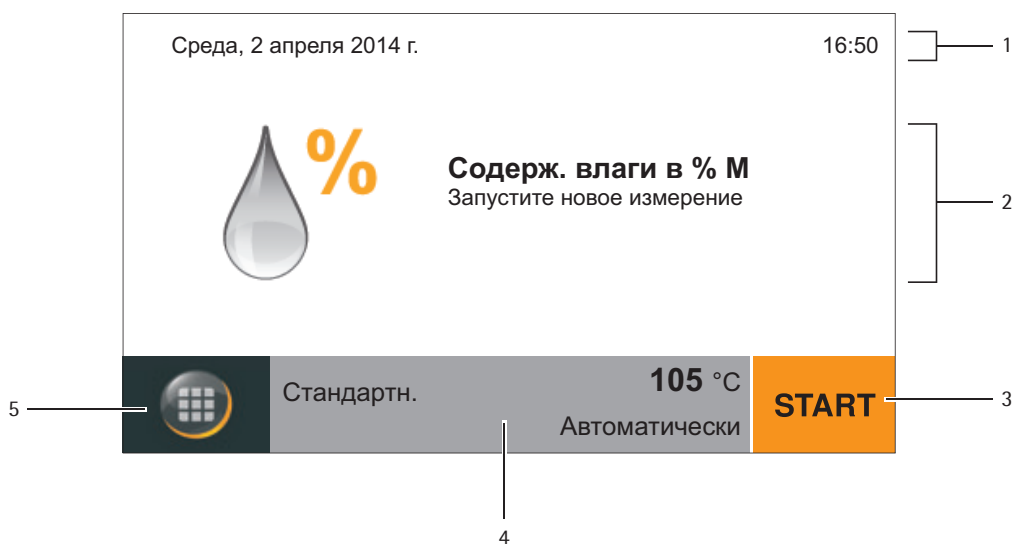 Среда, 2 апреля 2014 г. 16:50 1
%
Содерж. влаги в % М
Запустите новое измерение
2
105 °C
Стандартн.
START
3
5
Автоматически
4